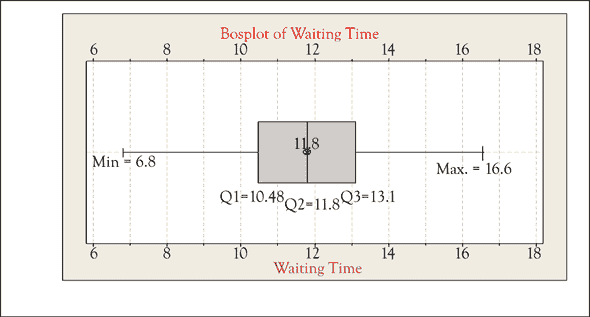 Bosplot of Waiting Time
6 8 10 12 14 16 18
11.8
Min = 6.8
Max. = 16.6
Q1=10.48
Q2=11.8
Q3=13.1
6 8 10 12 14 16 18
Waiting Time